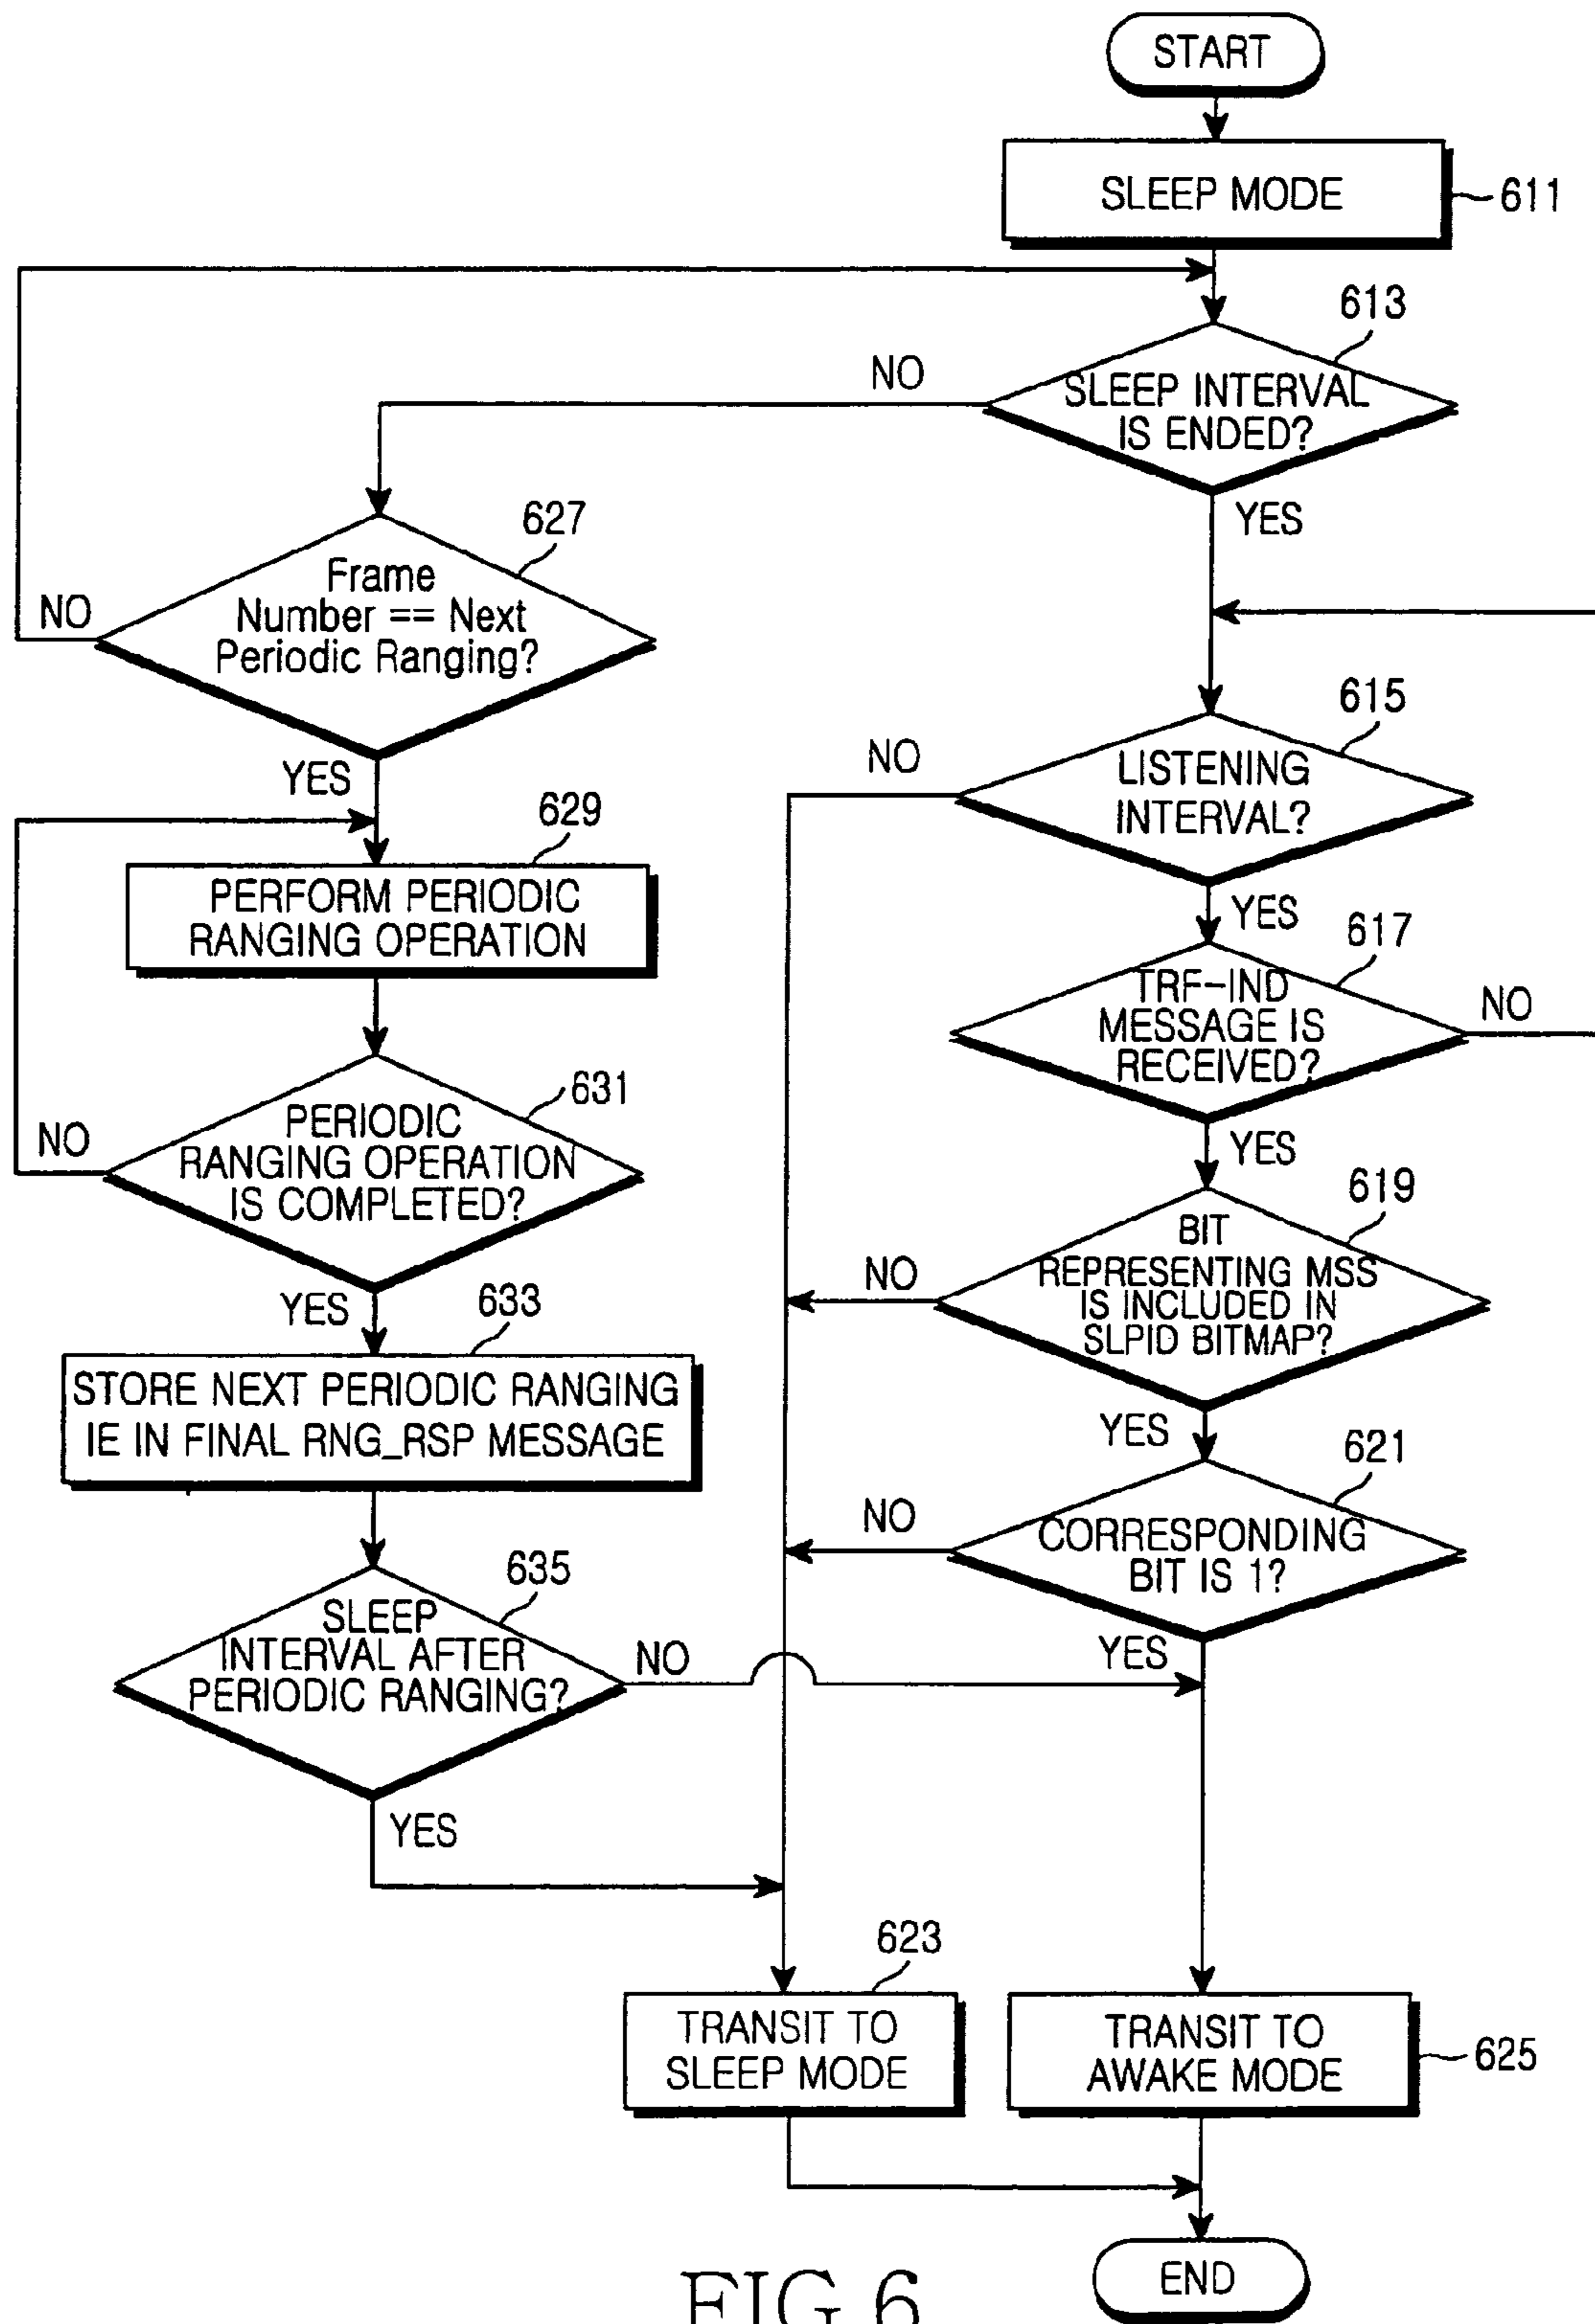 START
SLEEP MODE
611
613
SLEEP INTERVAL
IS ENDED?
NO
YES
627
Frame
Number == Next
Periodic Ranging?
NO
YES
629
PERFORM PERIODIC
RANGING OPERATION
631
PERIODIC
RANGING OPERATION
IS COMPLETED?
NO
YES
633
STORE NEXT PERIODIC RANGING
IE IN FINAL RNG_RSP MESSAGE
635
SLEEP
INTERVAL AFTER
PERIODIC RANGING?
NO
YES
615
LISTENING
INTERVAL?
NO
YES
617
TRF-IND
MESSAGE IS
RECEIVED?
NO
YES
619
BIT
REPRESENTING MSS
IS INCLUDED IN
SLPID BITMAP?
NO
YES
621
CORRESPONDING
BIT IS 1?
NO
YES
623
TRANSIT TO
SLEEP MODE
TRANSIT TO
AWAKE MODE
625
END
FIG.6